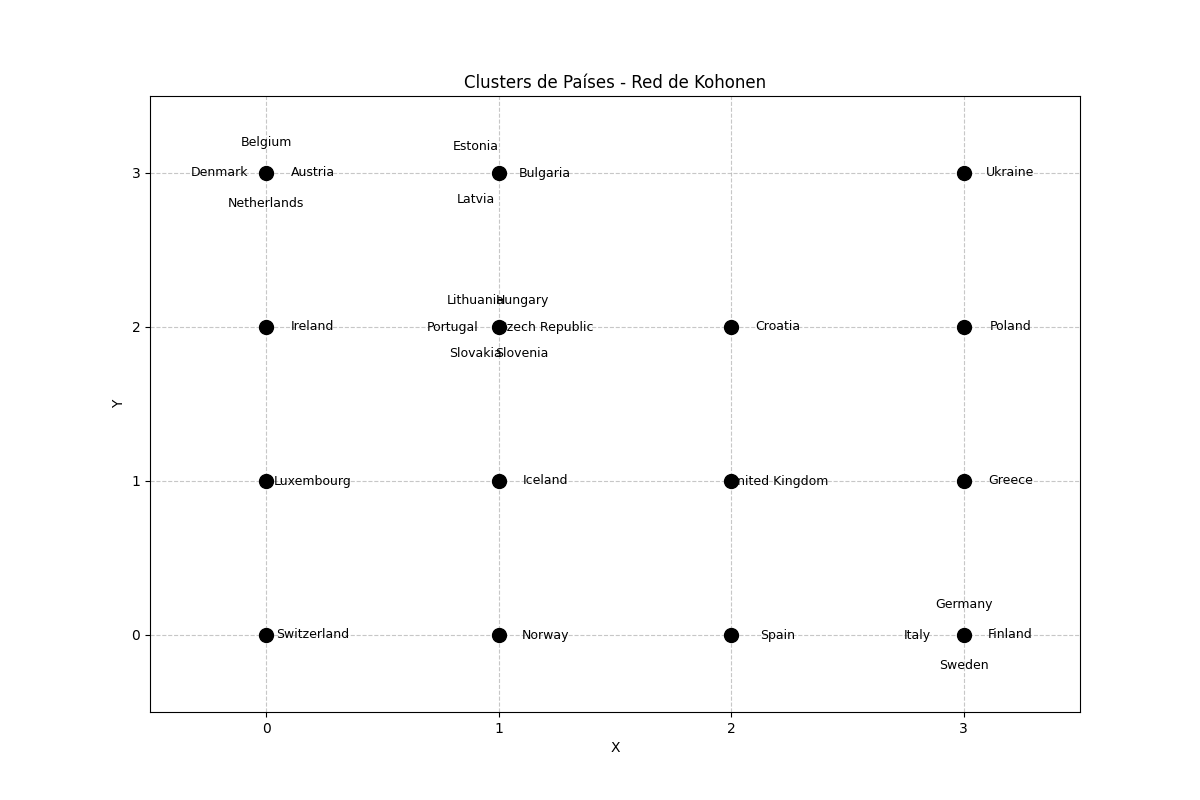 Clusters de Países - Red de Kohonen
Belgium
Estonia
3
Denmark
Austria
Bulgaria
Ukraine
Netherlands
Latvia
Lithuania
Hungary
2
Ireland
Portugal
Czech Republic
Croatia
Poland
Slovakia
Slovenia
Y
1
Luxembourg
Iceland
United Kingdom
Greece
Germany
0
Switzerland
Norway
Spain
Italy
Finland
Sweden
0 1 2 3
X